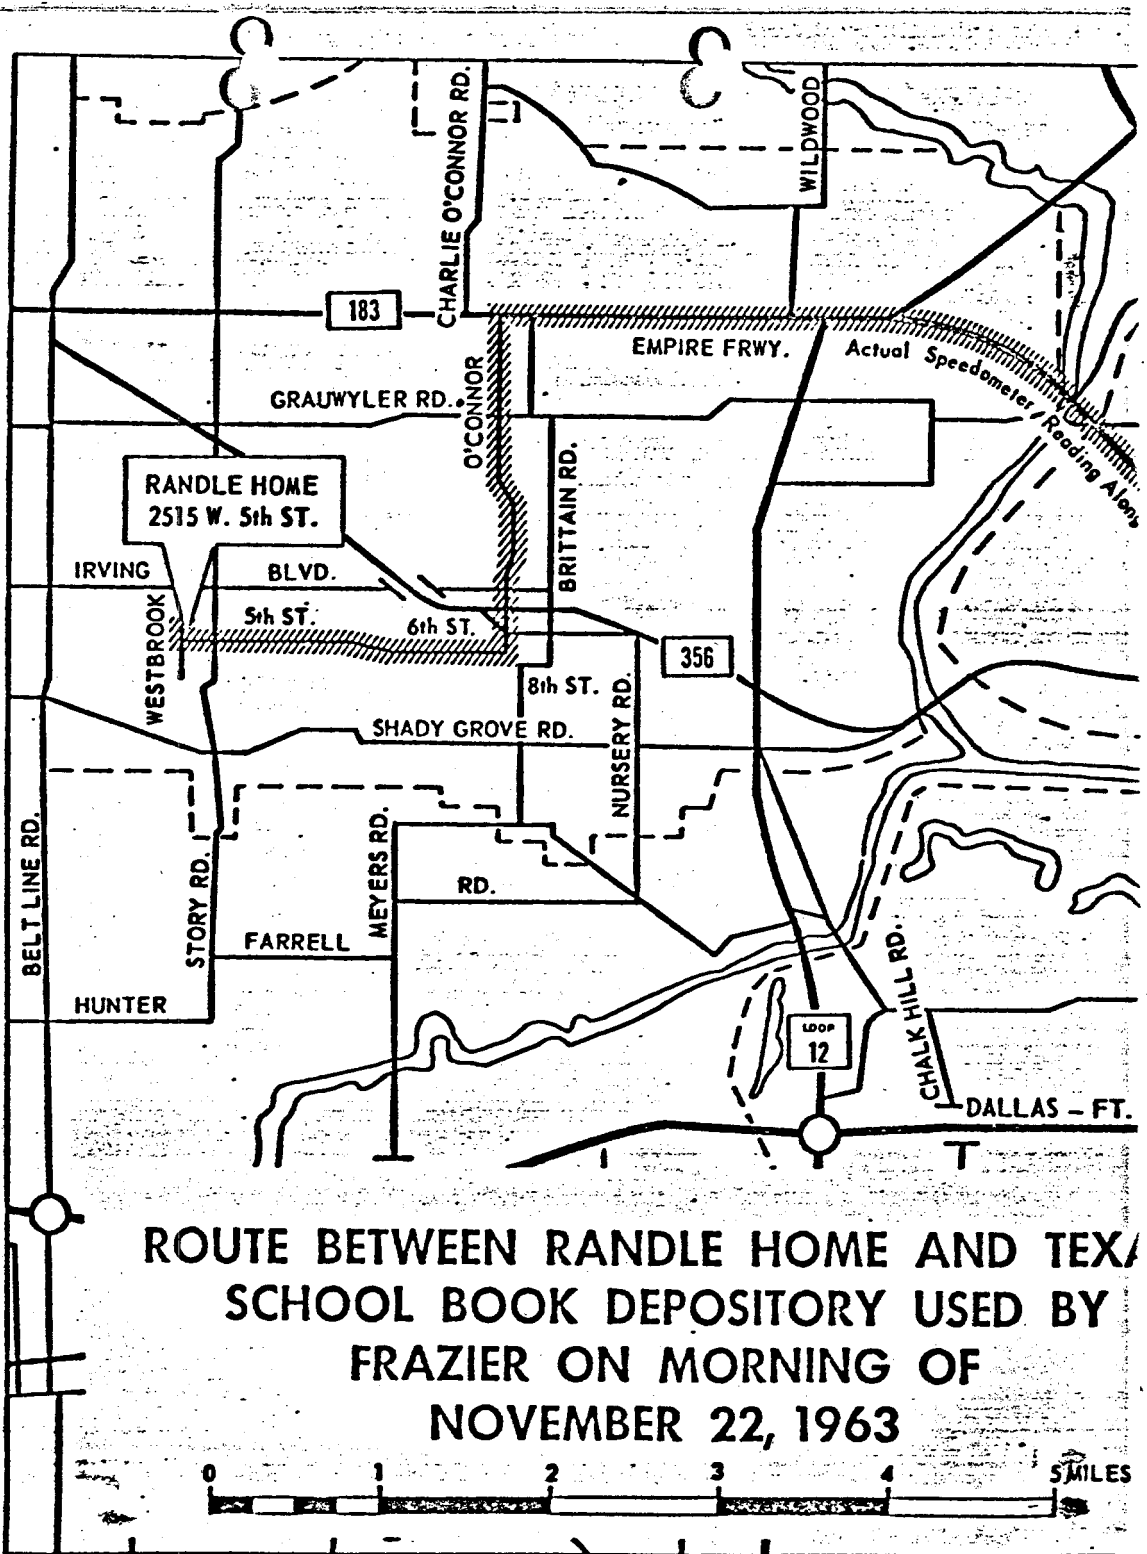 WILDWOOD
CHARLIE O'CONNOR RD.
183
EMPIRE FRWY.
Actual Speedometer Reading Along
GRAUWYLER RD.
O'CONNOR
RANDLE HOME
2515 W. 5th ST.
BRITTAIN RD.
IRVING BLVD.
WESTBROOK
5th ST.
6th ST.
356
8th ST.
NURSERY RD.
SHADY GROVE RD.
BELT LINE RD.
STORY RD.
MEYERS RD.
RD.
FARRELL
HUNTER
CHALK HILL RD.
LOOP
12
DALLAS – FT.
ROUTE BETWEEN RANDLE HOME AND TEXA
SCHOOL BOOK DEPOSITORY USED BY
FRAZIER ON MORNING OF
NOVEMBER 22, 1963
0 1 2 3 4 5 MILES